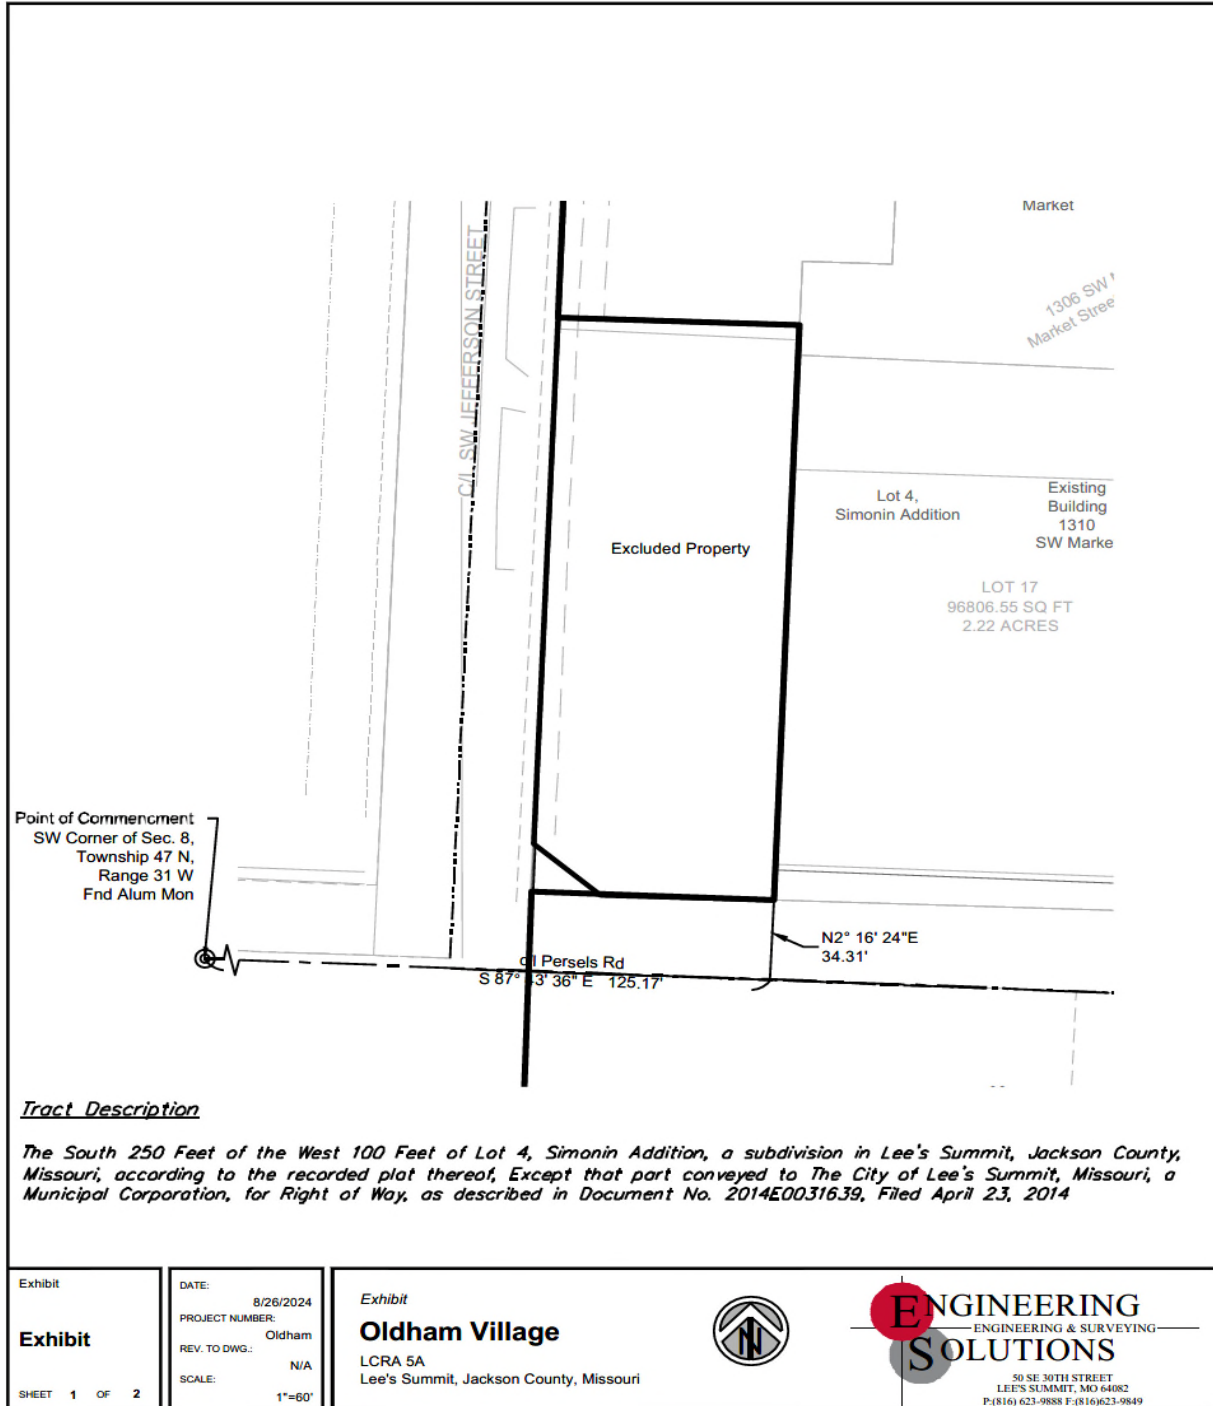 Market
1306 SW
Market Stree
C/L SW JEFFERSON STREET
Lot 4,
Simonin Addition
Existing
Building
1310
SW Marke
Excluded Property
LOT 17
96806.55 SQ FT
2.22 ACRES
Point of Commencment
SW Corner of Sec. 8,
Township 47 N,
Range 31 W
Fnd Alum Mon
N2° 16' 24"E
34.31'
c/l Persels Rd
S 87° 43' 36" E 125.17'
Tract Description
The South 250 Feet of the West 100 Feet of Lot 4, Simonin Addition, a subdivision in Lee's Summit, Jackson County,
Missouri, according to the recorded plat thereof, Except that part conveyed to The City of Lee's Summit, Missouri, a
Municipal Corporation, for Right of Way, as described in Document No. 2014E0031639, Filed April 23, 2014
Exhibit
Exhibit
SHEET 1 OF 2
DATE:
8/26/2024
PROJECT NUMBER:
Oldham
REV. TO DWG.:
N/A
SCALE:
1"=60'
Exhibit
Oldham Village
LCRA 5A
Lee's Summit, Jackson County, Missouri
N
ENGINEERING
ENGINEERING & SURVEYING
SOLUTIONS
50 SE 30TH STREET
LEE'S SUMMIT, MO 64082
P:(816) 623-9888 F:(816)623-9849